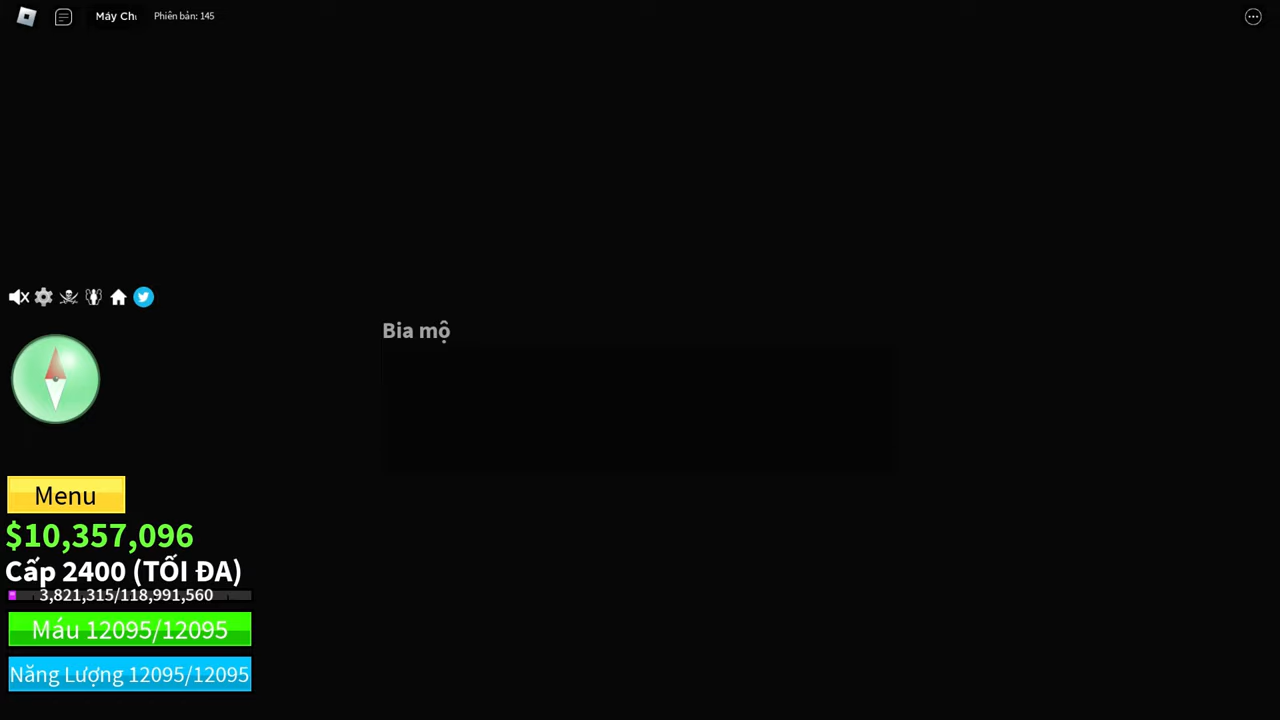 Máy Ch
Phiên bản: 145
Bia mộ
Menu
$10,357,096
Cấp 2400 (TỐI ĐA)
3,821,315/118,991,560
Máu 12095/12095
Năng Lượng 12095/12095